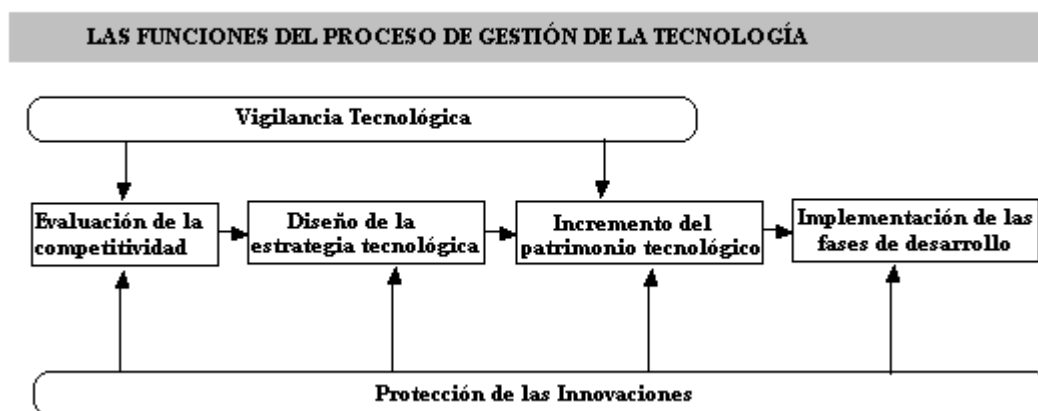 LAS FUNCIONES DEL PROCESO DE GESTIÓN DE LA TECNOLOGÍA
Vigilancia Tecnológica
Evaluación de la
competitividad
Diseño de la
estrategia tecnológica
Incremento del
patrimonio tecnológico
Implementación de las
fases de desarrollo
Protección de las Innovaciones